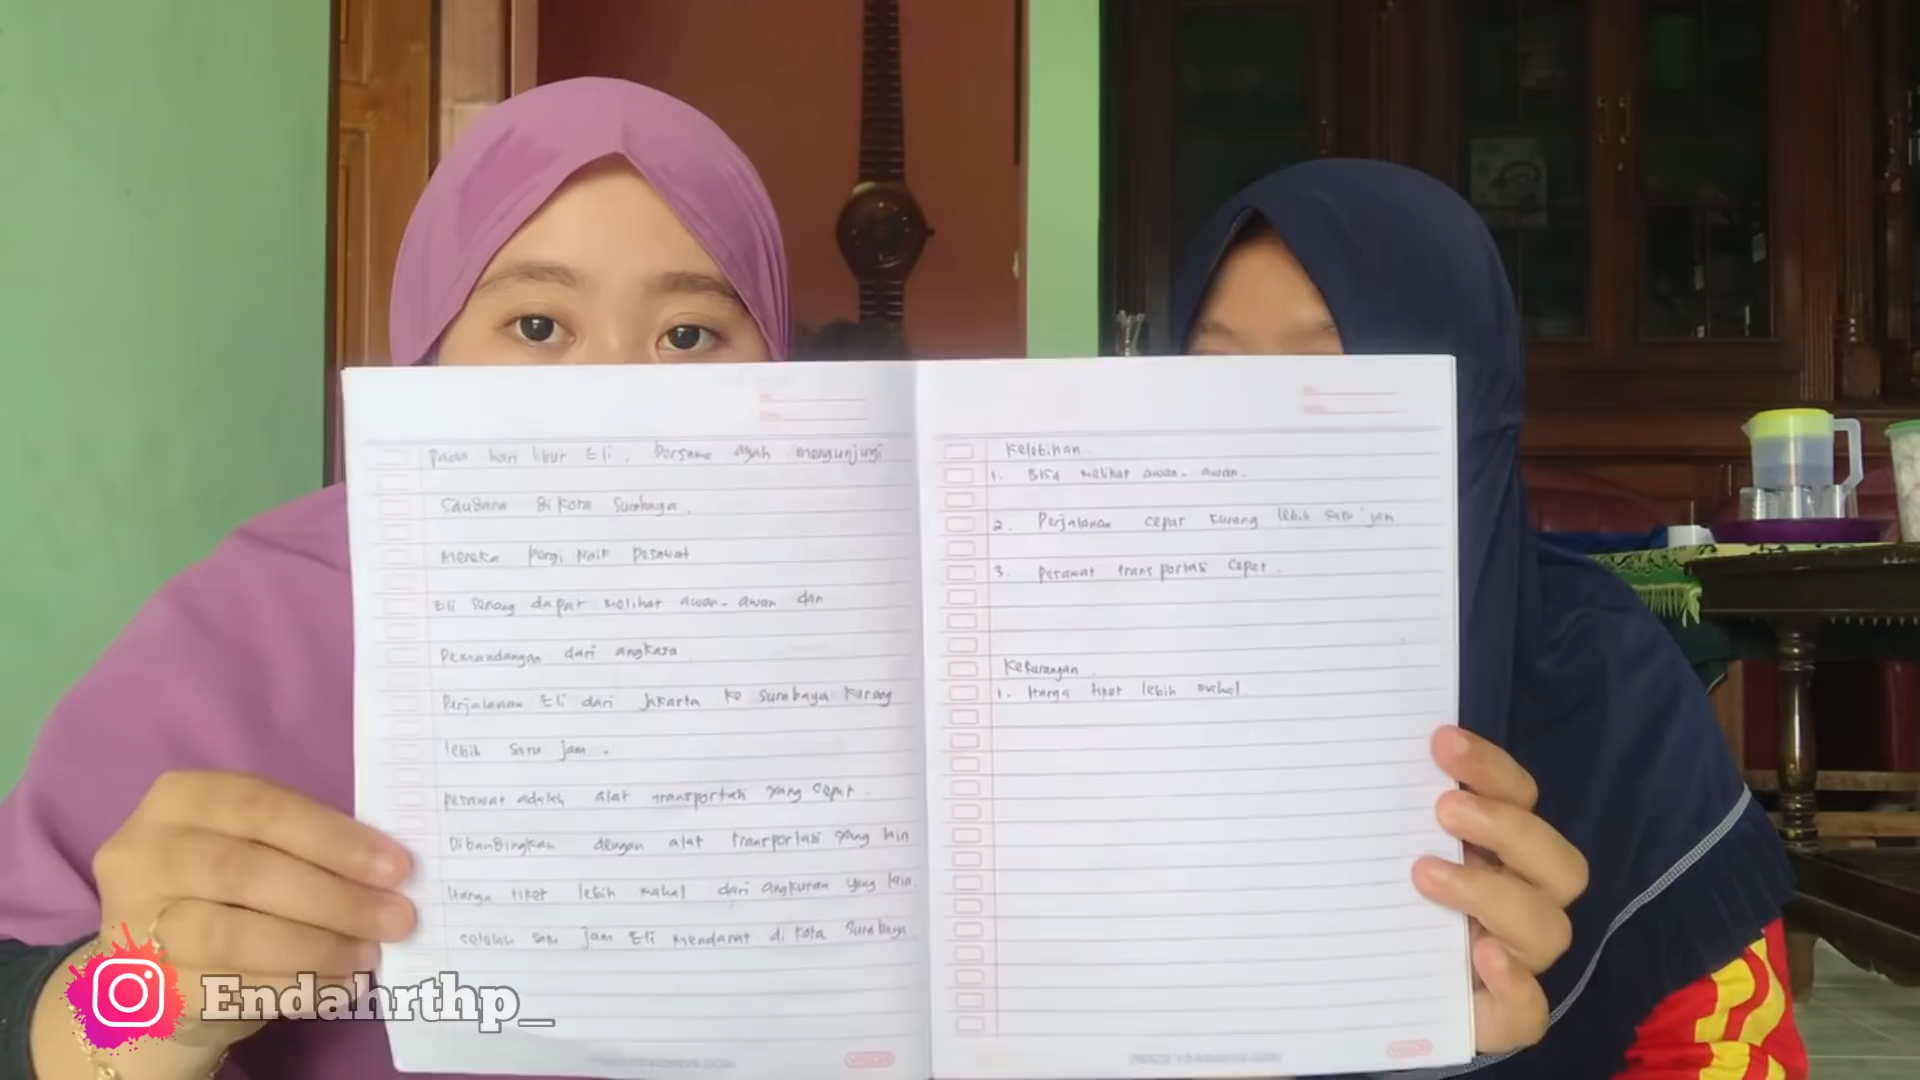 Pada hari libur Eli, bersama ayah mengunjungi
Saudara di kota Surabaya.
Mereka pergi naik pesawat
Eli senang dapat melihat awan-awan dan
Pemandangan dari angkasa
Perjalanan Eli dari Jakarta ke Surabaya kurang
lebih satu jam.
Pesawat adalah alat transportasi yang cepat.
Dibandingkan dengan alat transportasi yang lain
Harga tiket lebih mahal dari angkutan yang lain.
Setelah satu jam Eli mendarat di kota Surabaya.
Kelebihan
1. Bisa melihat awan-awan.
2. Perjalanan cepat kurang lebih satu jam
3. Pesawat transportasi cepat.
Kekurangan
1. Harga tiket lebih mahal
Endahrthp_